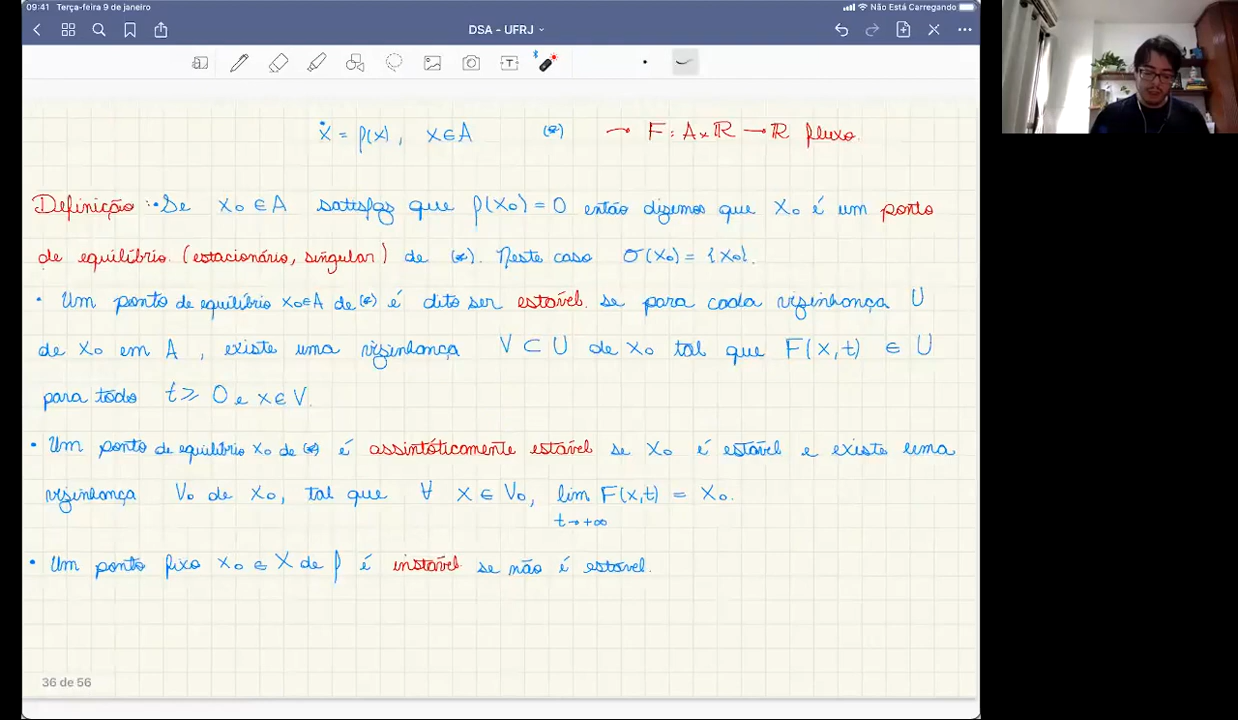 09:41 Terça-feira 9 de janeiro
Não Está Carregando
DSA - UFRJ
ẋ = f(x), x ∈ A (*) → F : A × ℝ → ℝ fluxo.
Definição : • Se x₀ ∈ A satisfaz que f(x₀) = 0 então dizemos que x₀ é um ponto
de equilíbrio (estacionário, singular) de (*). Neste caso σ(x₀) = {x₀}.
• Um ponto de equilíbrio x₀ ∈ A de (*) é dito ser estável se para cada vizinhança U
de x₀ em A, existe uma vizinhança V ⊂ U de x₀ tal que F(x,t) ∈ U
para todo t ≥ 0 e x ∈ V.
• Um ponto de equilíbrio x₀ de (*) é assintóticamente estável se x₀ é estável e existe uma
vizinhança V₀ de x₀, tal que ∀ x ∈ V₀, lim F(x,t) = x₀.
t → +∞
• Um ponto fixo x₀ ∈ X de f é instável se não é estável.
36 de 56